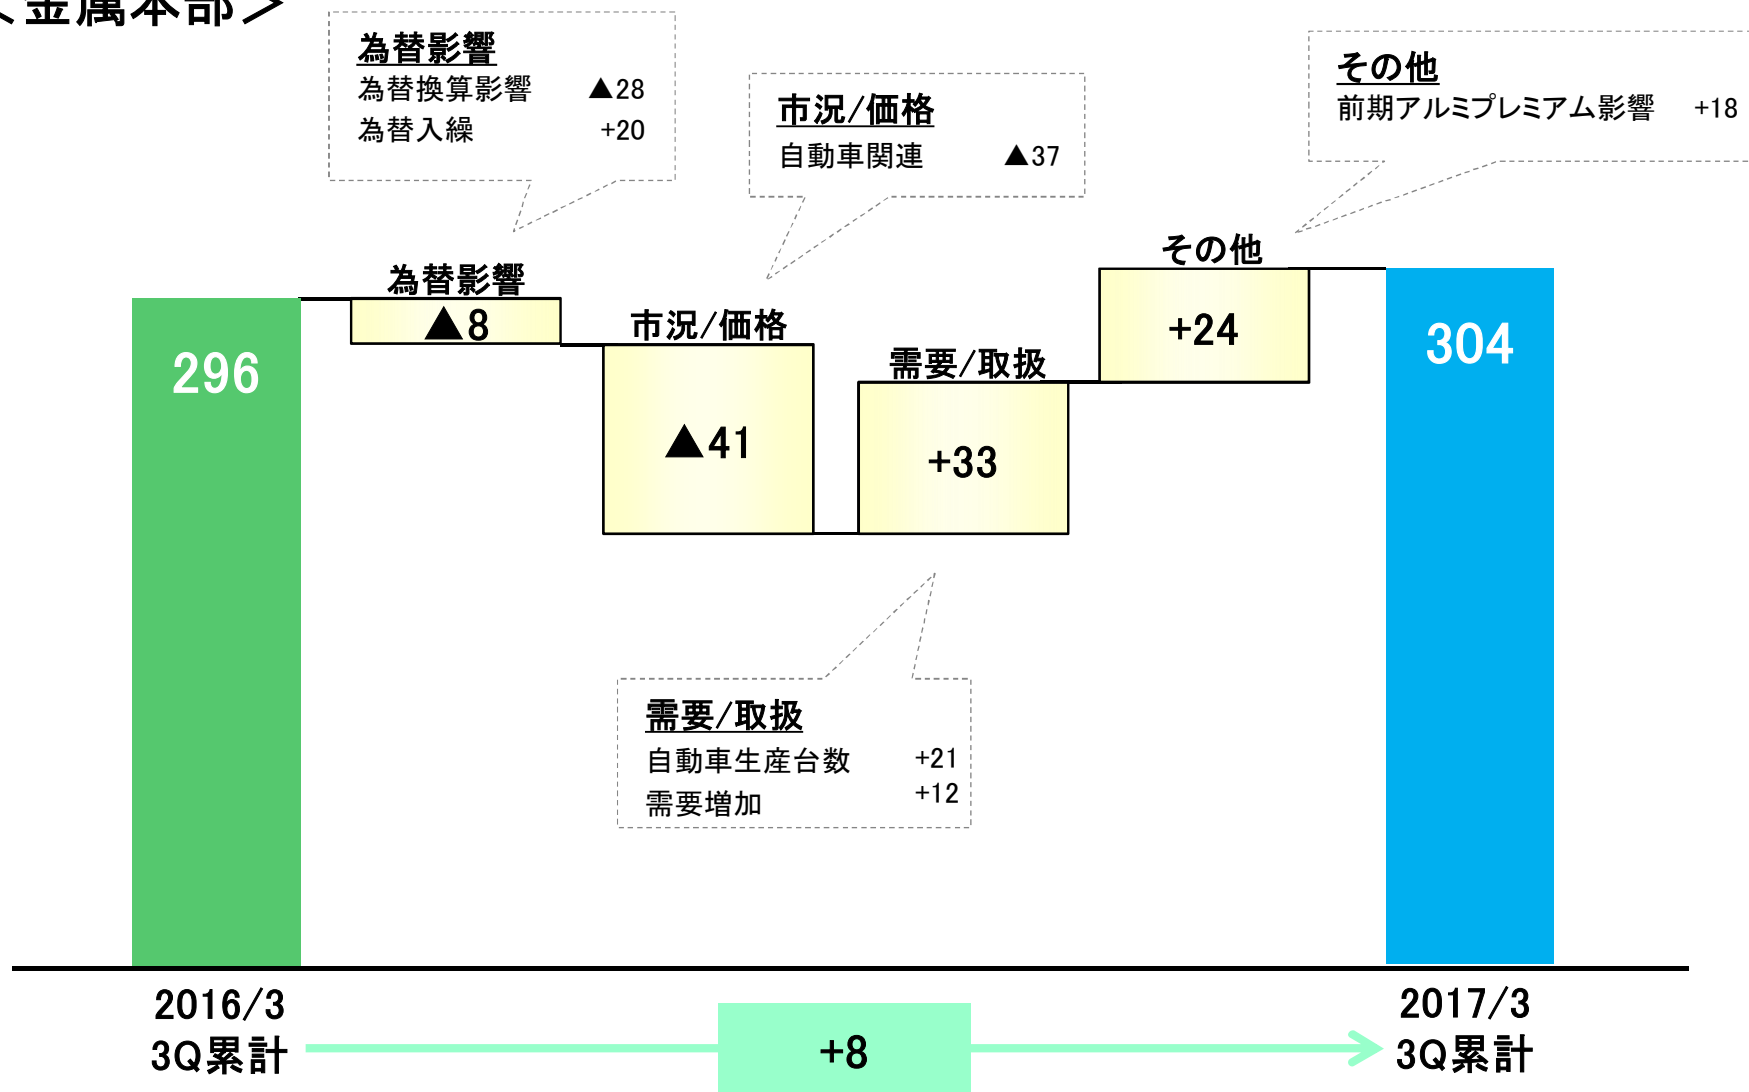 ＜金属本部＞
為替影響
為替換算影響 ▲28
為替入繰 +20
市況/価格
自動車関連 ▲37
その他
前期アルミプレミアム影響 +18
為替影響
▲8
市況/価格
▲41
需要/取扱
+33
その他
+24
296
304
需要/取扱
自動車生産台数 +21
需要増加 +12
2016/3
3Q累計
+8
2017/3
3Q累計